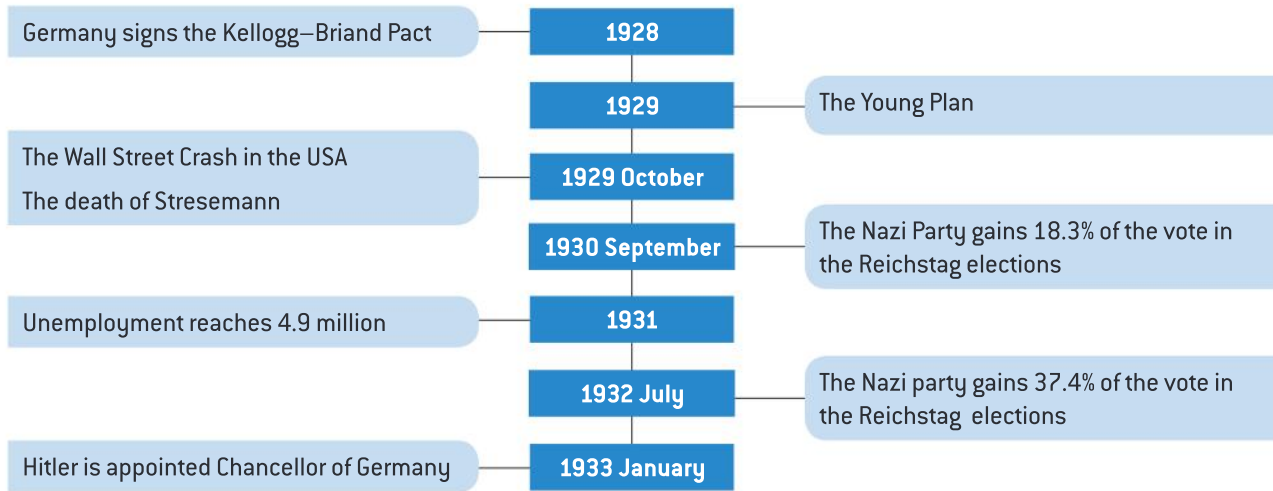 Germany signs the Kellogg–Briand Pact
1928
1929
The Young Plan
The Wall Street Crash in the USA
The death of Stresemann
1929 October
1930 September
The Nazi Party gains 18.3% of the vote in
the Reichstag elections
Unemployment reaches 4.9 million
1931
1932 July
The Nazi party gains 37.4% of the vote in
the Reichstag elections
Hitler is appointed Chancellor of Germany
1933 January